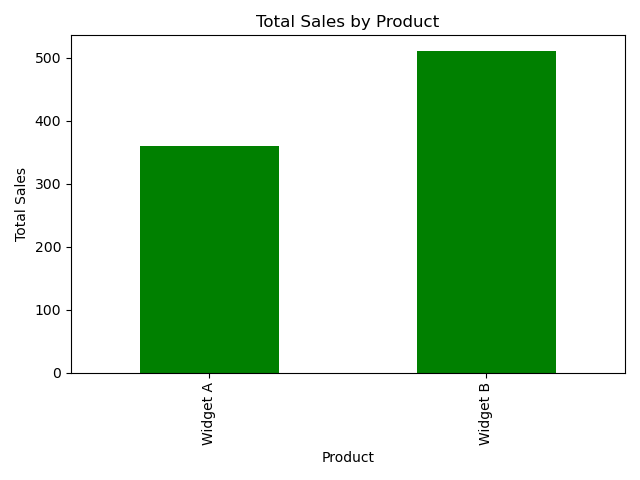 Total Sales by Product
Total Sales
500
400
300
200
100
0
Widget A
Widget B
Product